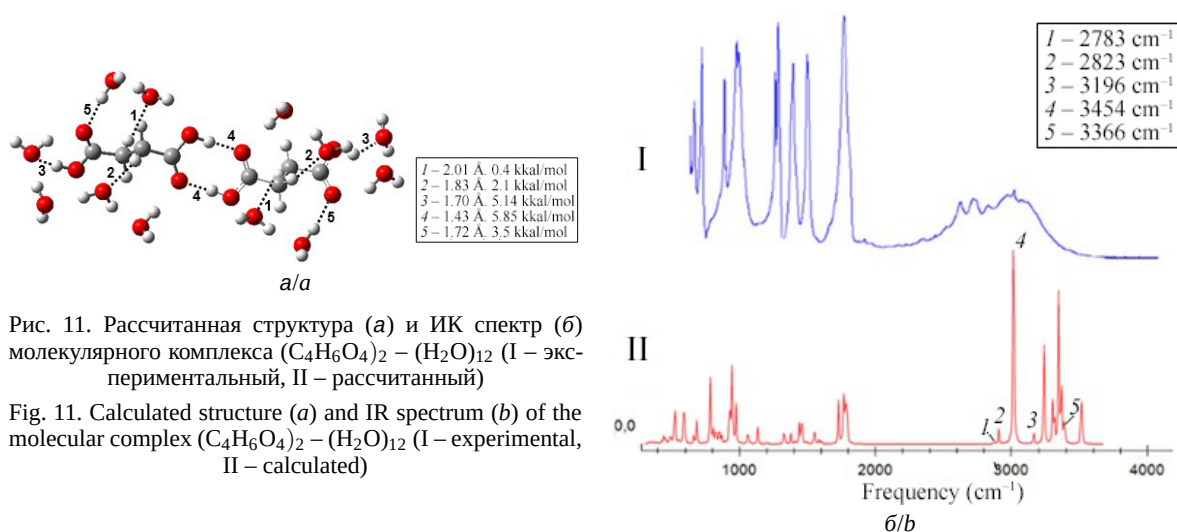 5
1
4
3
2
4
1
2
3
5
1 – 2.01 Å. 0.4 kkal/mol
2 – 1.83 Å. 2.1 kkal/mol
3 – 1.70 Å. 5.14 kkal/mol
4 – 1.43 Å. 5.85 kkal/mol
5 – 1.72 Å. 3.5 kkal/mol
а/a
Рис. 11. Рассчитанная структура (а) и ИК спектр (б)
молекулярного комплекса (C₄H₆O₄)₂ – (H₂O)₁₂ (I – экс-
периментальный, II – рассчитанный)
Fig. 11. Calculated structure (a) and IR spectrum (b) of the
molecular complex (C₄H₆O₄)₂ – (H₂O)₁₂ (I – experimental,
II – calculated)
1 – 2783 cm⁻¹
2 – 2823 cm⁻¹
3 – 3196 cm⁻¹
4 – 3454 cm⁻¹
5 – 3366 cm⁻¹
I
II
4
0,0
1 2 3 5
1000 2000 3000 4000
Frequency (cm⁻¹)
б/b